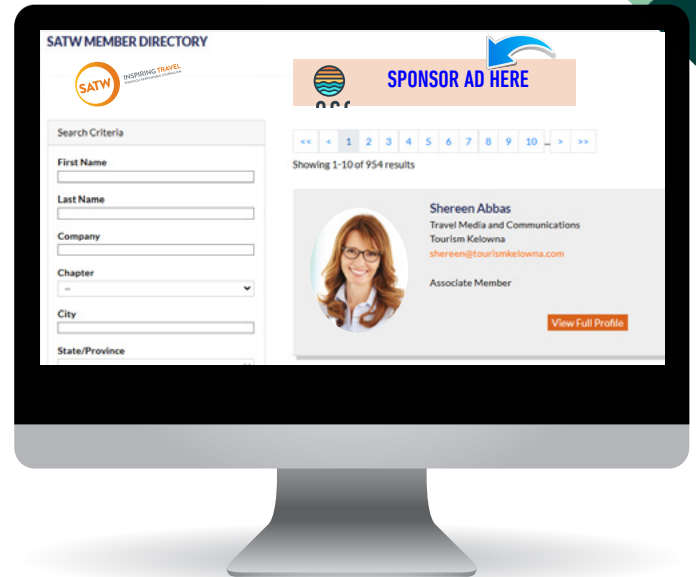 SATW MEMBER DIRECTORY
SATW
INSPIRING TRAVEL
SPONSOR AD HERE
Search Criteria
<< < 1 2 3 4 5 6 7 8 9 10 ... > >>
Showing 1-10 of 954 results
First Name
Last Name
Company
Chapter
--
City
State/Province
Shereen Abbas
Travel Media and Communications
Tourism Kelowna
shereen@tourismkelowna.com
Associate Member
View Full Profile